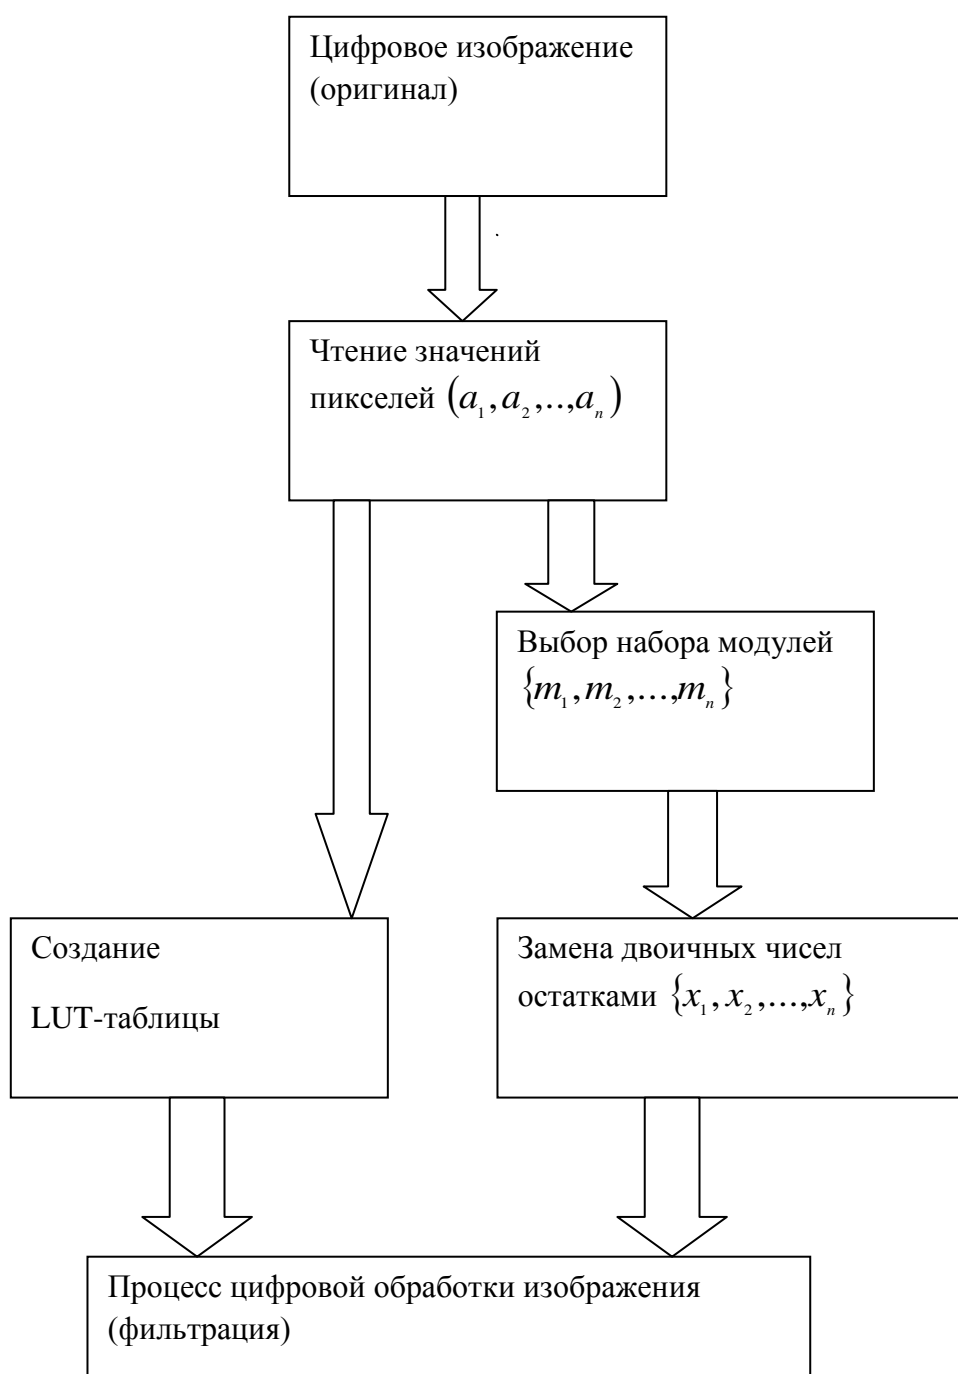 Цифровое изображение
(оригинал)
Чтение значений
пикселей (a₁,a₂,..,aₙ)
Выбор набора модулей
{m₁,m₂,...,mₙ}
Создание
LUT-таблицы
Замена двоичных чисел
остатками {x₁,x₂,...,xₙ}
Процесс цифровой обработки изображения
(фильтрация)